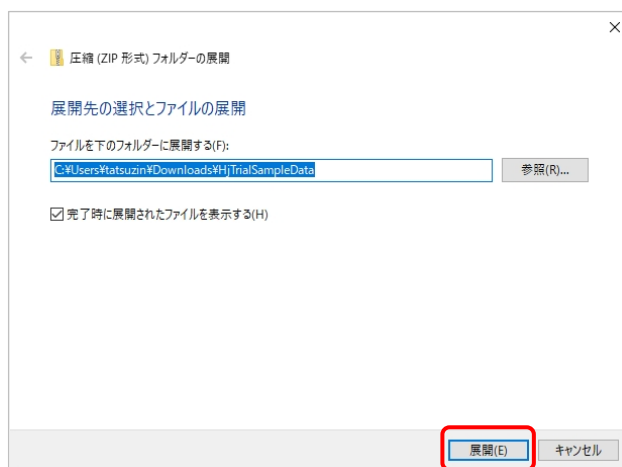 圧縮 (ZIP 形式) フォルダーの展開
展開先の選択とファイルの展開
ファイルを下のフォルダーに展開する(F):
C:¥Users¥tatsuzin¥Downloads¥HjTrialSampleData
参照(R)...
完了時に展開されたファイルを表示する(H)
展開(E)
キャンセル